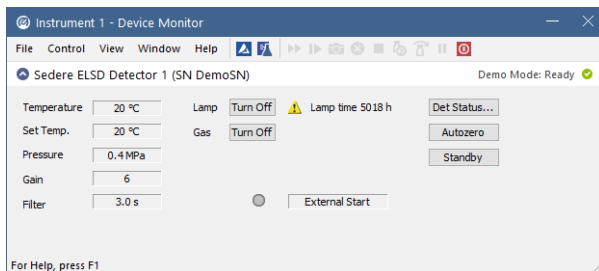 Instrument 1 - Device Monitor
File Control View Window Help
Sedere ELSD Detector 1 (SN DemoSN) Demo Mode: Ready
Temperature 20 °C Lamp Turn Off Lamp time 5018 h Det Status...
Set Temp. 20 °C Gas Turn Off Autozero
Pressure 0.4 MPa Standby
Gain 6
Filter 3.0 s External Start
For Help, press F1